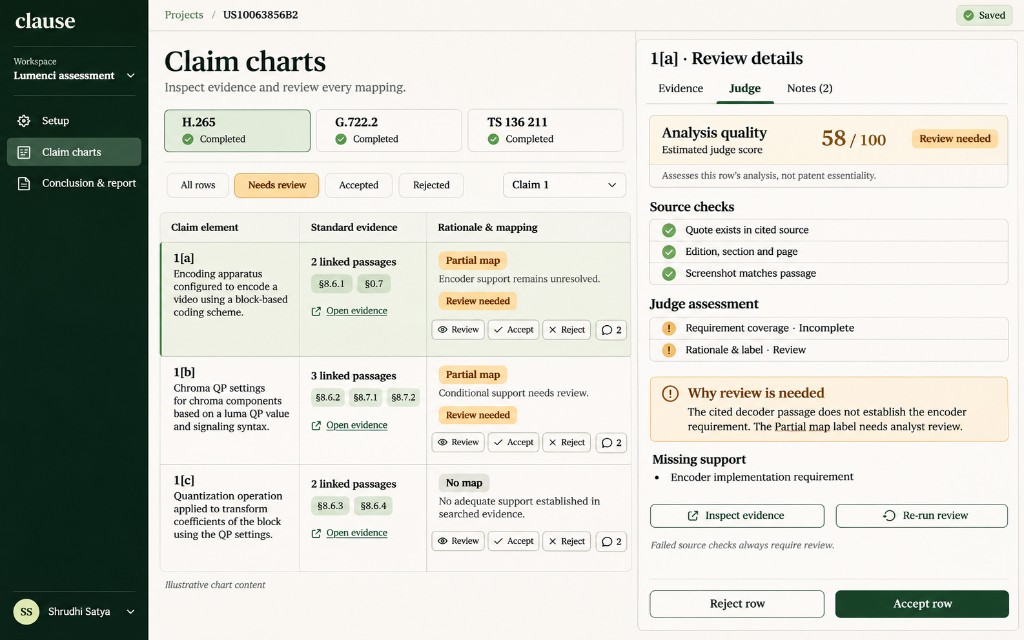 clause
Workspace
Lumenci assessment
Setup
Claim charts
Conclusion & report
SS Shrudhi Satya
Projects / US10063856B2
Saved
Claim charts
Inspect evidence and review every mapping.
H.265
Completed
G.722.2
Completed
TS 136 211
Completed
All rows
Needs review
Accepted
Rejected
Claim 1
Claim element
Standard evidence
Rationale & mapping
1[a]
Encoding apparatus
configured to encode a
video using a block-based
coding scheme.
2 linked passages
§8.6.1 §0.7
Open evidence
Partial map
Encoder support remains unresolved.
Review needed
Review Accept Reject 2
1[b]
Chroma QP settings
for chroma components
based on a luma QP value
and signaling syntax.
3 linked passages
§8.6.2 §8.7.1 §8.7.2
Open evidence
Partial map
Conditional support needs review.
Review needed
Review Accept Reject 2
1[c]
Quantization operation
applied to transform
coefficients of the block
using the QP settings.
2 linked passages
§8.6.3 §8.6.4
Open evidence
No map
No adequate support established in
searched evidence.
Review Accept Reject 2
Illustrative chart content
1[a] · Review details
Evidence Judge Notes (2)
Analysis quality
Estimated judge score
58 / 100
Review needed
Assesses this row's analysis, not patent essentiality.
Source checks
Quote exists in cited source
Edition, section and page
Screenshot matches passage
Judge assessment
Requirement coverage · Incomplete
Rationale & label · Review
Why review is needed
The cited decoder passage does not establish the encoder
requirement. The Partial map label needs analyst review.
Missing support
• Encoder implementation requirement
Inspect evidence
Re-run review
Failed source checks always require review.
Reject row
Accept row